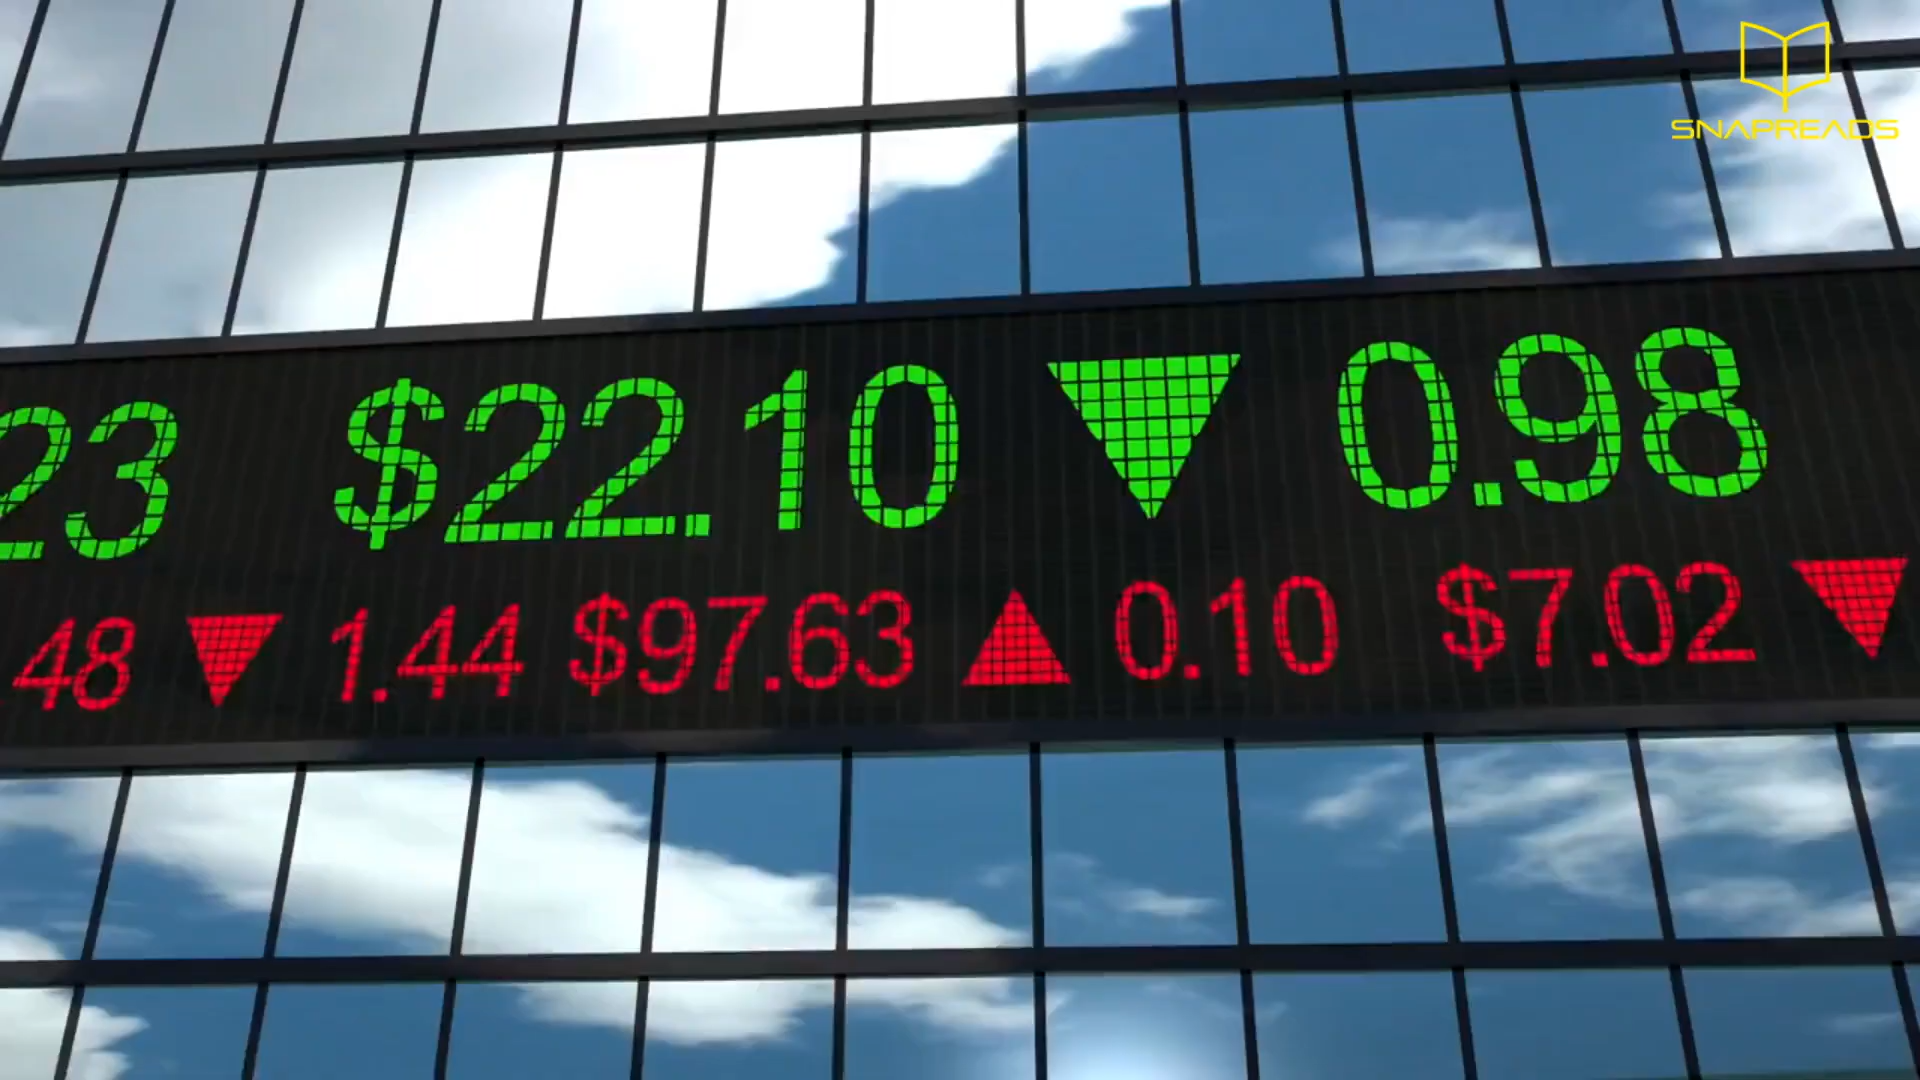 SNAPREADS
23 $22.10 ▼ 0.98
48 ▼ 1.44 $97.63 ▲ 0.10 $7.02 ▼